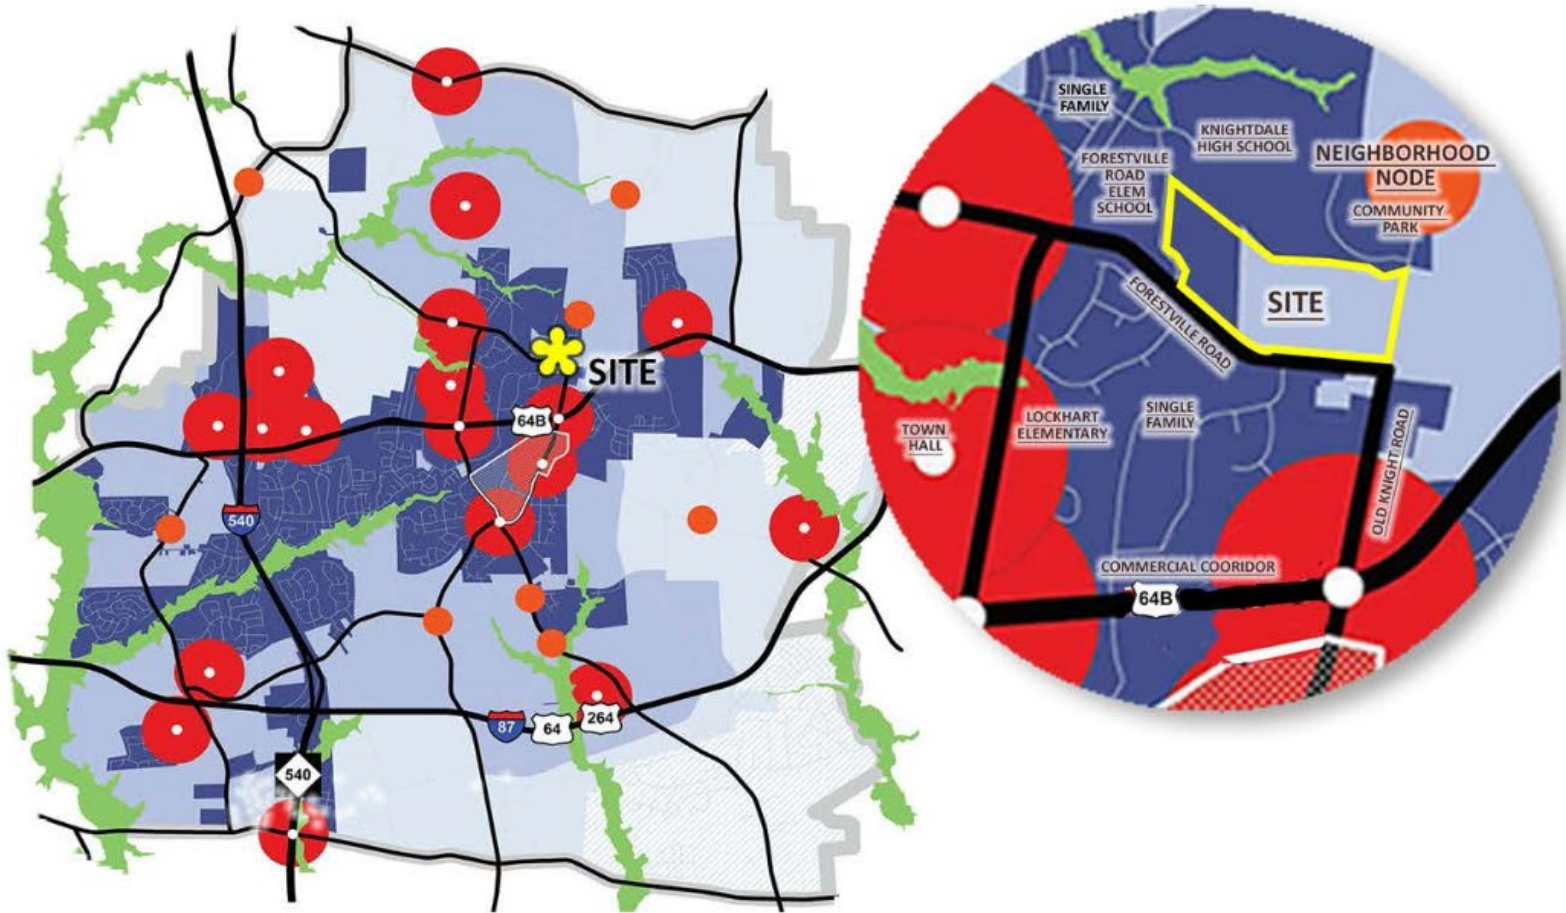 SITE
64B
540
87
64
264
540
SINGLE
FAMILY
KNIGHTDALE
HIGH SCHOOL
NEIGHBORHOOD
NODE
FORESTVILLE
ROAD
ELEM
SCHOOL
COMMUNITY
PARK
SITE
FORESTVILLE ROAD
TOWN
HALL
LOCKHART
ELEMENTARY
SINGLE
FAMILY
OLD KNIGHT ROAD
COMMERCIAL COORIDOR
64B